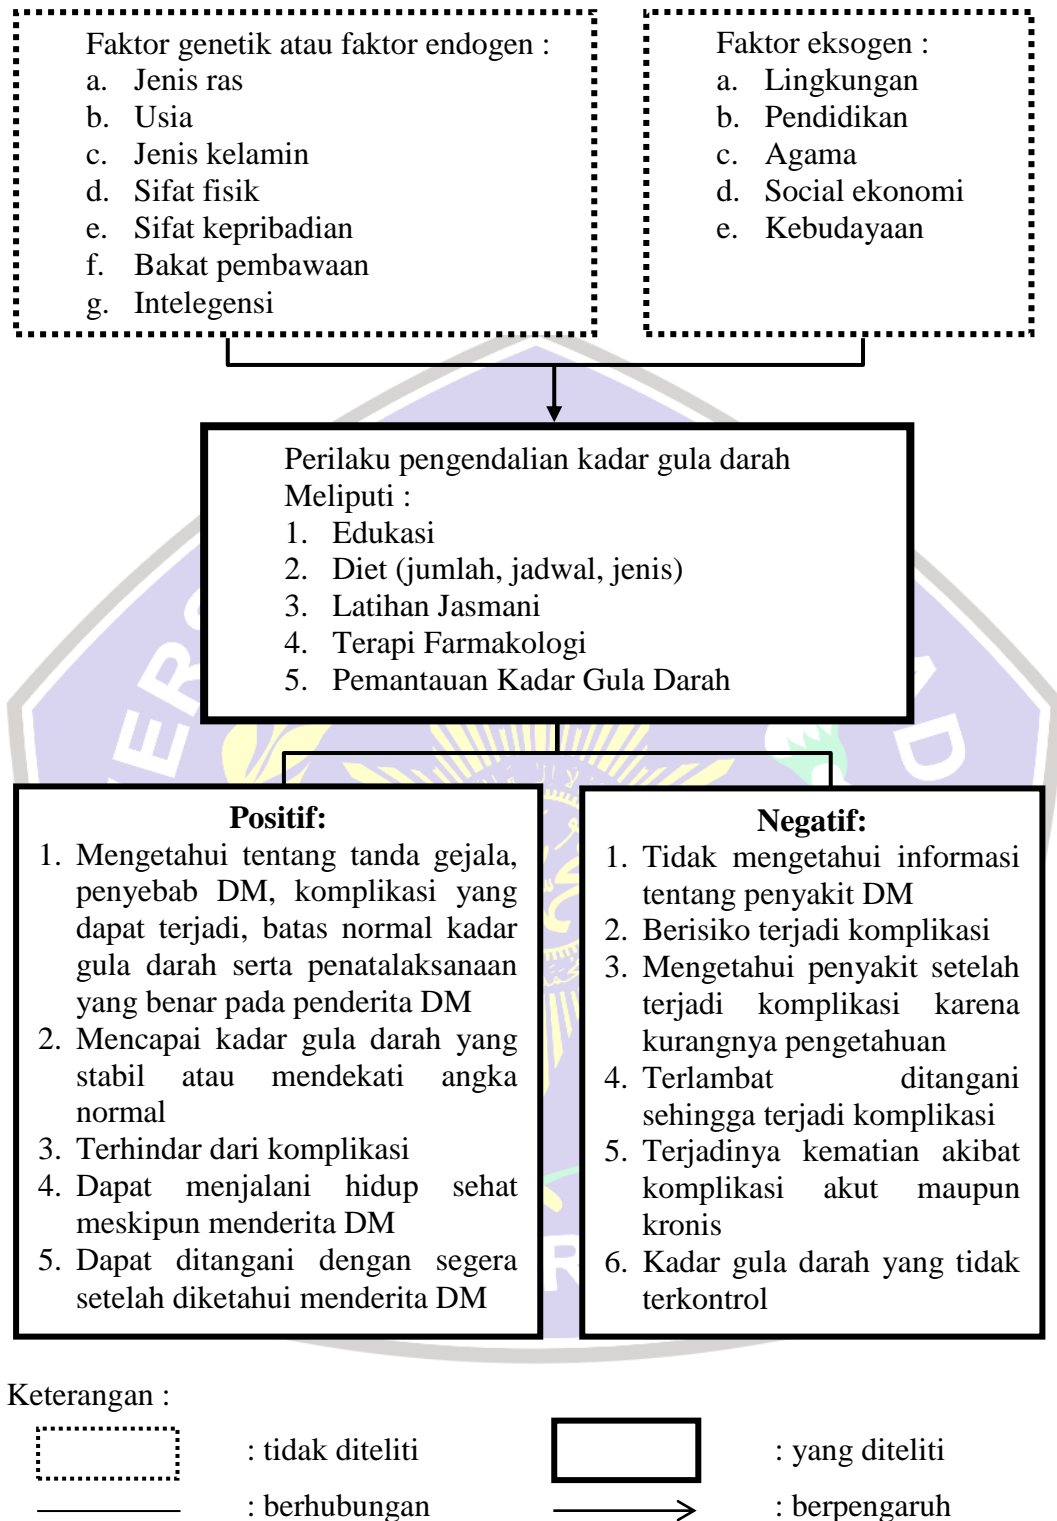 Faktor genetik atau faktor endogen :
a. Jenis ras
b. Usia
c. Jenis kelamin
d. Sifat fisik
e. Sifat kepribadian
f. Bakat pembawaan
g. Intelegensi
Faktor eksogen :
a. Lingkungan
b. Pendidikan
c. Agama
d. Social ekonomi
e. Kebudayaan
Perilaku pengendalian kadar gula darah
Meliputi :
1. Edukasi
2. Diet (jumlah, jadwal, jenis)
3. Latihan Jasmani
4. Terapi Farmakologi
5. Pemantauan Kadar Gula Darah
Positif:
1. Mengetahui tentang tanda gejala,
penyebab DM, komplikasi yang
dapat terjadi, batas normal kadar
gula darah serta penatalaksanaan
yang benar pada penderita DM
2. Mencapai kadar gula darah yang
stabil atau mendekati angka
normal
3. Terhindar dari komplikasi
4. Dapat menjalani hidup sehat
meskipun menderita DM
5. Dapat ditangani dengan segera
setelah diketahui menderita DM
Negatif:
1. Tidak mengetahui informasi
tentang penyakit DM
2. Berisiko terjadi komplikasi
3. Mengetahui penyakit setelah
terjadi komplikasi karena
kurangnya pengetahuan
4. Terlambat ditangani
sehingga terjadi komplikasi
5. Terjadinya kematian akibat
komplikasi akut maupun
kronis
6. Kadar gula darah yang tidak
terkontrol
Keterangan :
: tidak diteliti
: yang diteliti
: berhubungan
: berpengaruh